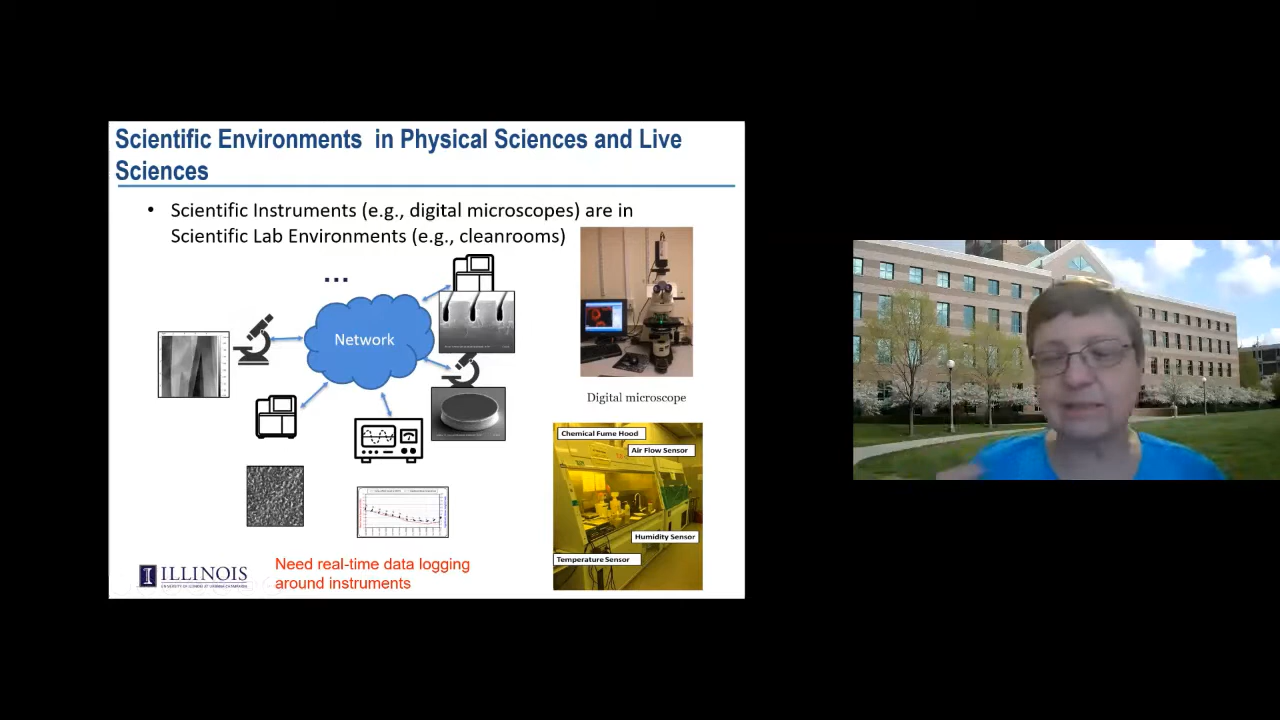 Scientific Environments in Physical Sciences and Live
Sciences
• Scientific Instruments (e.g., digital microscopes) are in
Scientific Lab Environments (e.g., cleanrooms)
...
Network
Digital microscope
Chemical Fume Hood
Air Flow Sensor
Humidity Sensor
Temperature Sensor
Need real-time data logging
around instruments
I ILLINOIS